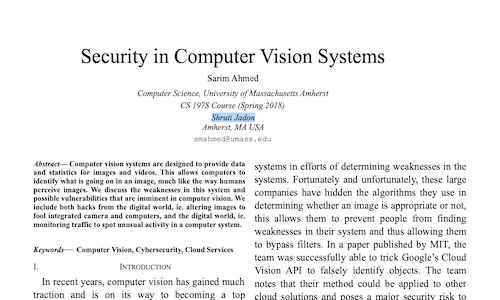 Security in Computer Vision Systems
Sarim Ahmed
Computer Science, University of Massachusetts Amherst
CS 197S Course (Spring 2018)
Shruti Jadon
Amherst, MA USA
smahmed@umass.edu
Abstract— Computer vision systems are designed to provide data
and statistics for images and videos. This allows computers to
identify what is going on in an image, much like the way humans
perceive images. We discuss the weaknesses in this system and
possible vulnerabilities that are imminent in computer vision. We
include both hacks from the digital world, ie. altering images to
fool integrated camera and computers, and the digital world, ie.
monitoring traffic to spot unusual activity in a computer system.
Keywords— Computer Vision, Cybersecurity, Cloud Services
I. INTRODUCTION
In recent years, computer vision has gained much
traction and is on its way to becoming a top
systems in efforts of determining weaknesses in the
systems. Fortunately and unfortunately, these large
companies have hidden the algorithms they use in
determining whether an image is appropriate or not,
this allows them to prevent people from finding
weaknesses in their system and thus allowing them
to bypass filters. In a paper published by MIT, the
team was successfully able to trick Google's Cloud
Vision API to falsely identify objects. The team
notes that their method could be applied to other
cloud solutions and poses a major security risk to